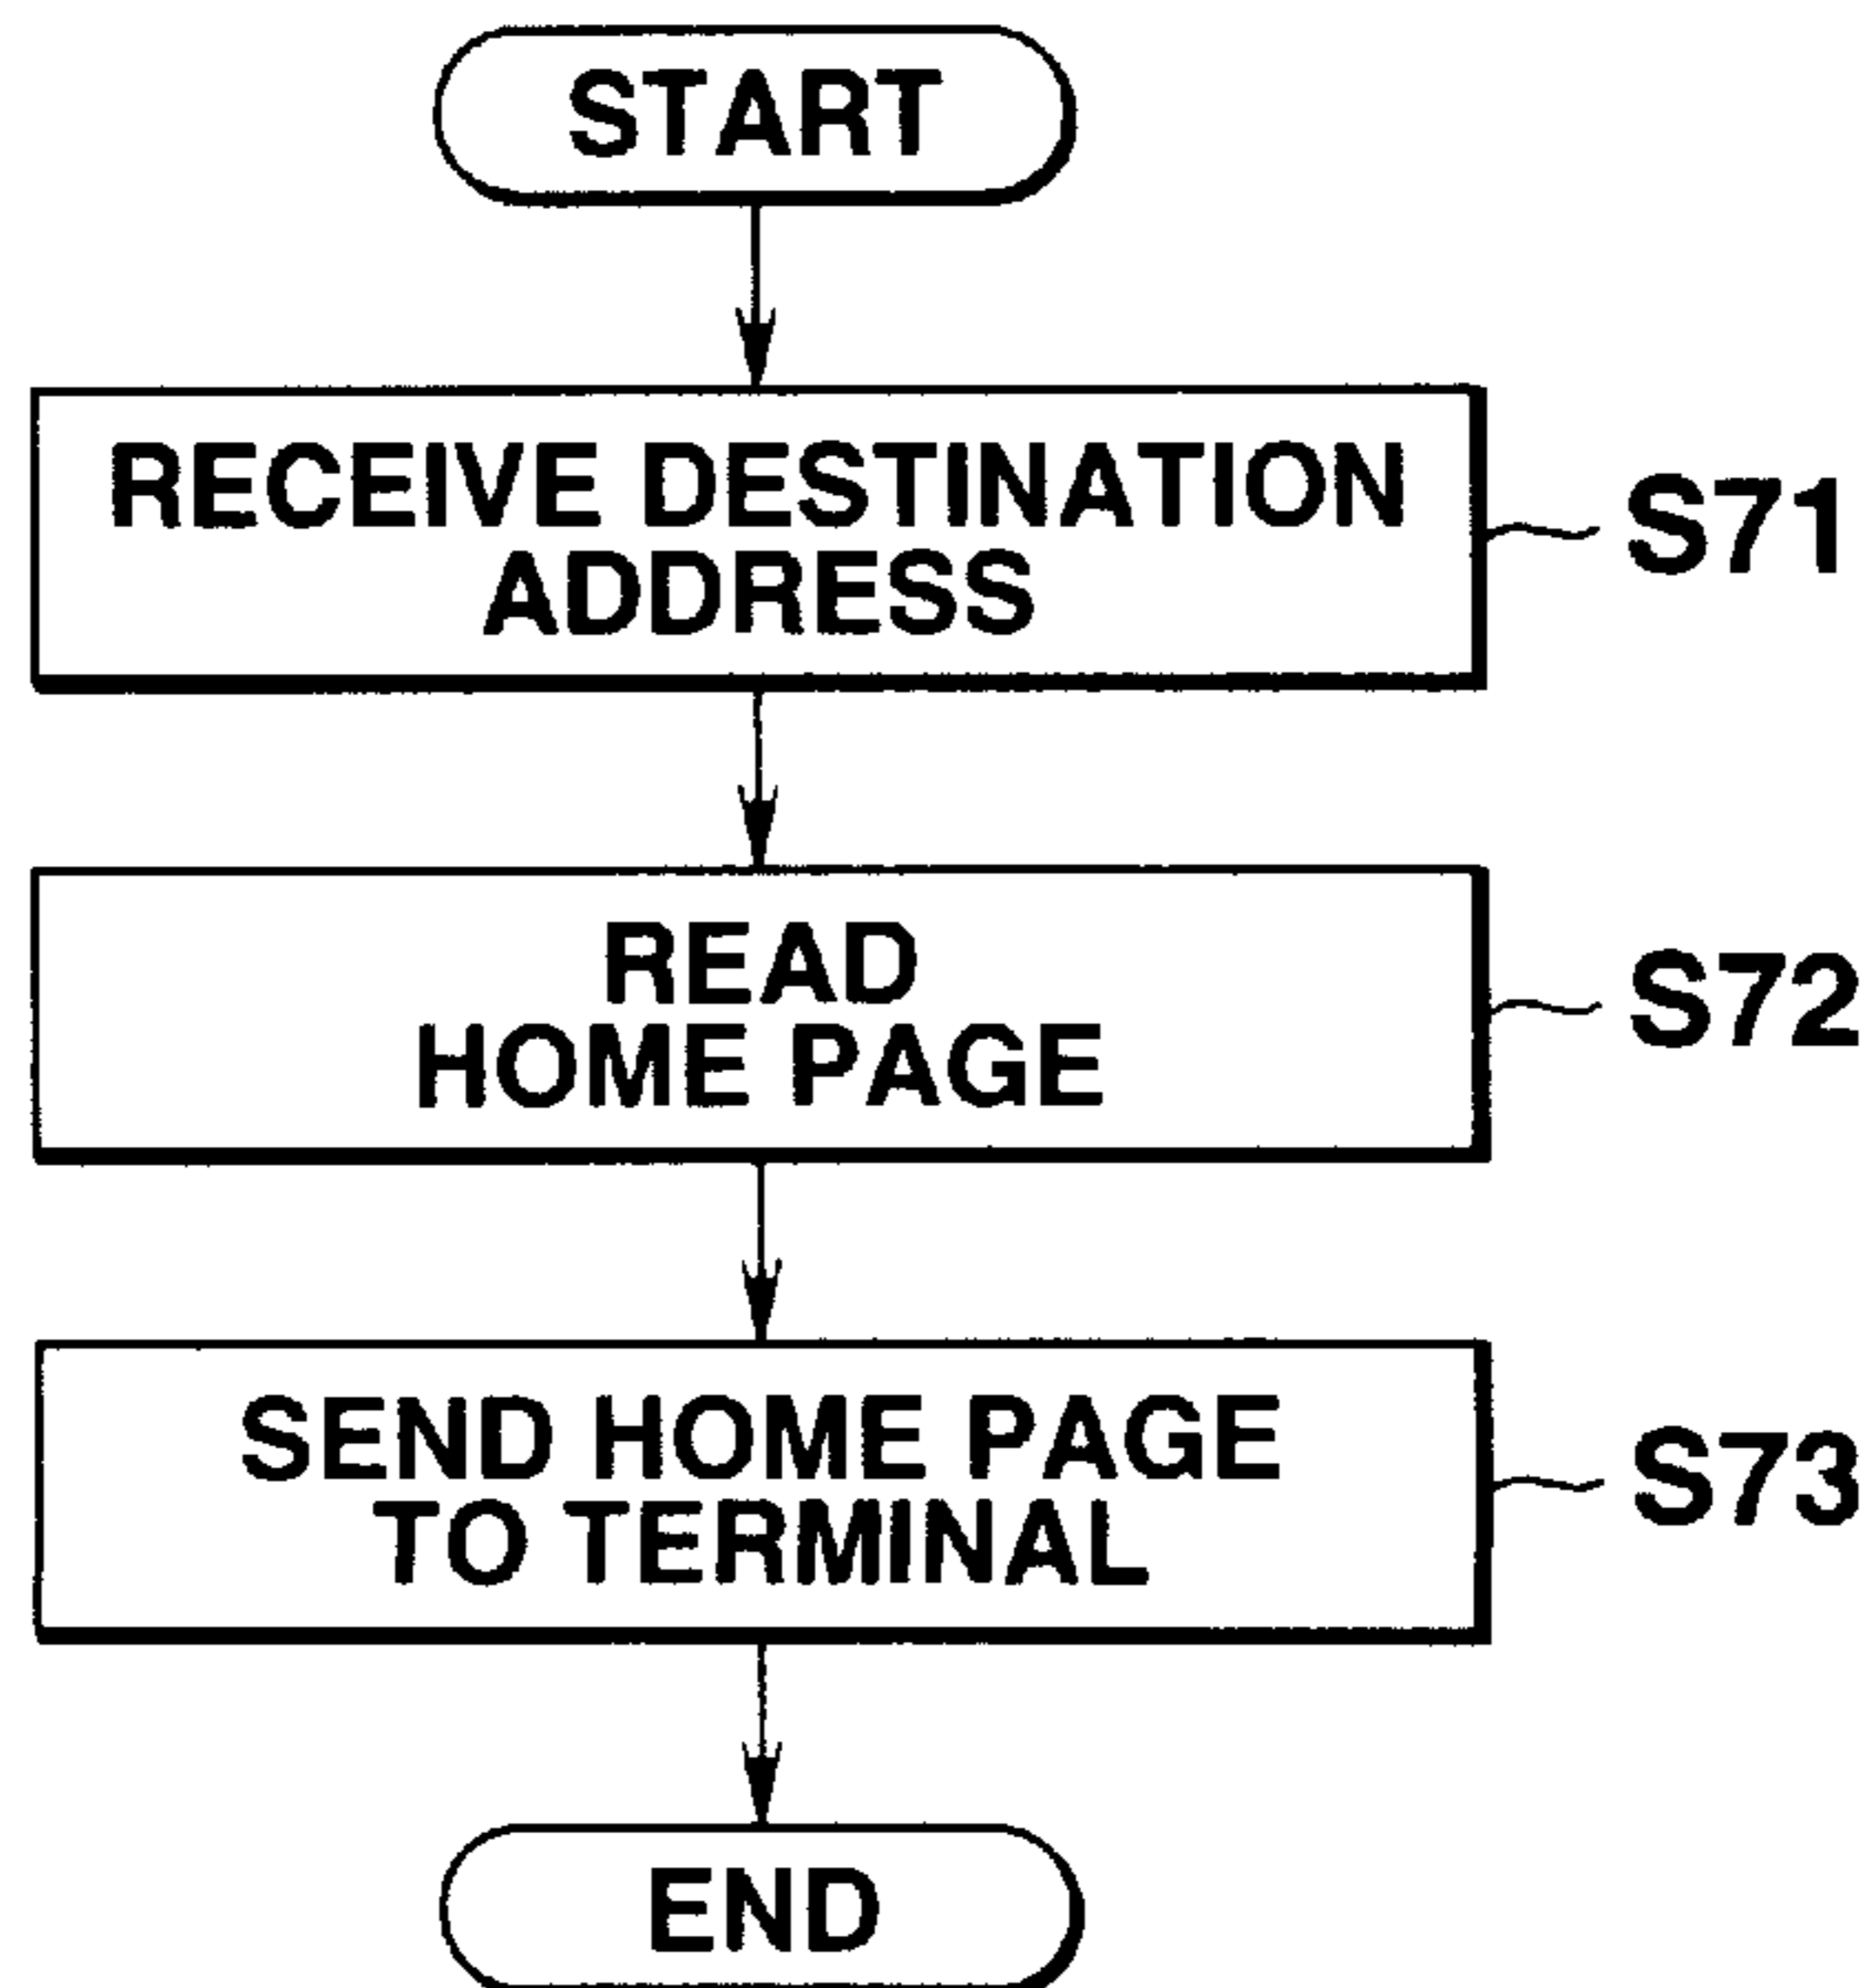 START
RECEIVE DESTINATION
ADDRESS
S71
READ
HOME PAGE
S72
SEND HOME PAGE
TO TERMINAL
S73
END